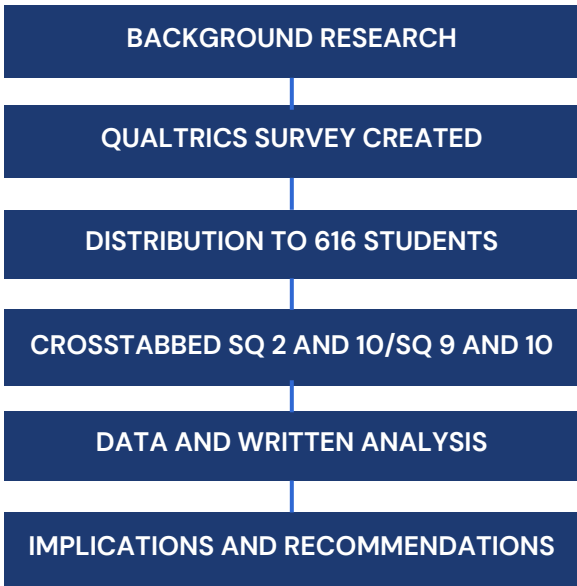 BACKGROUND RESEARCH
QUALTRICS SURVEY CREATED
DISTRIBUTION TO 616 STUDENTS
CROSSTABBED SQ 2 AND 10/SQ 9 AND 10
DATA AND WRITTEN ANALYSIS
IMPLICATIONS AND RECOMMENDATIONS